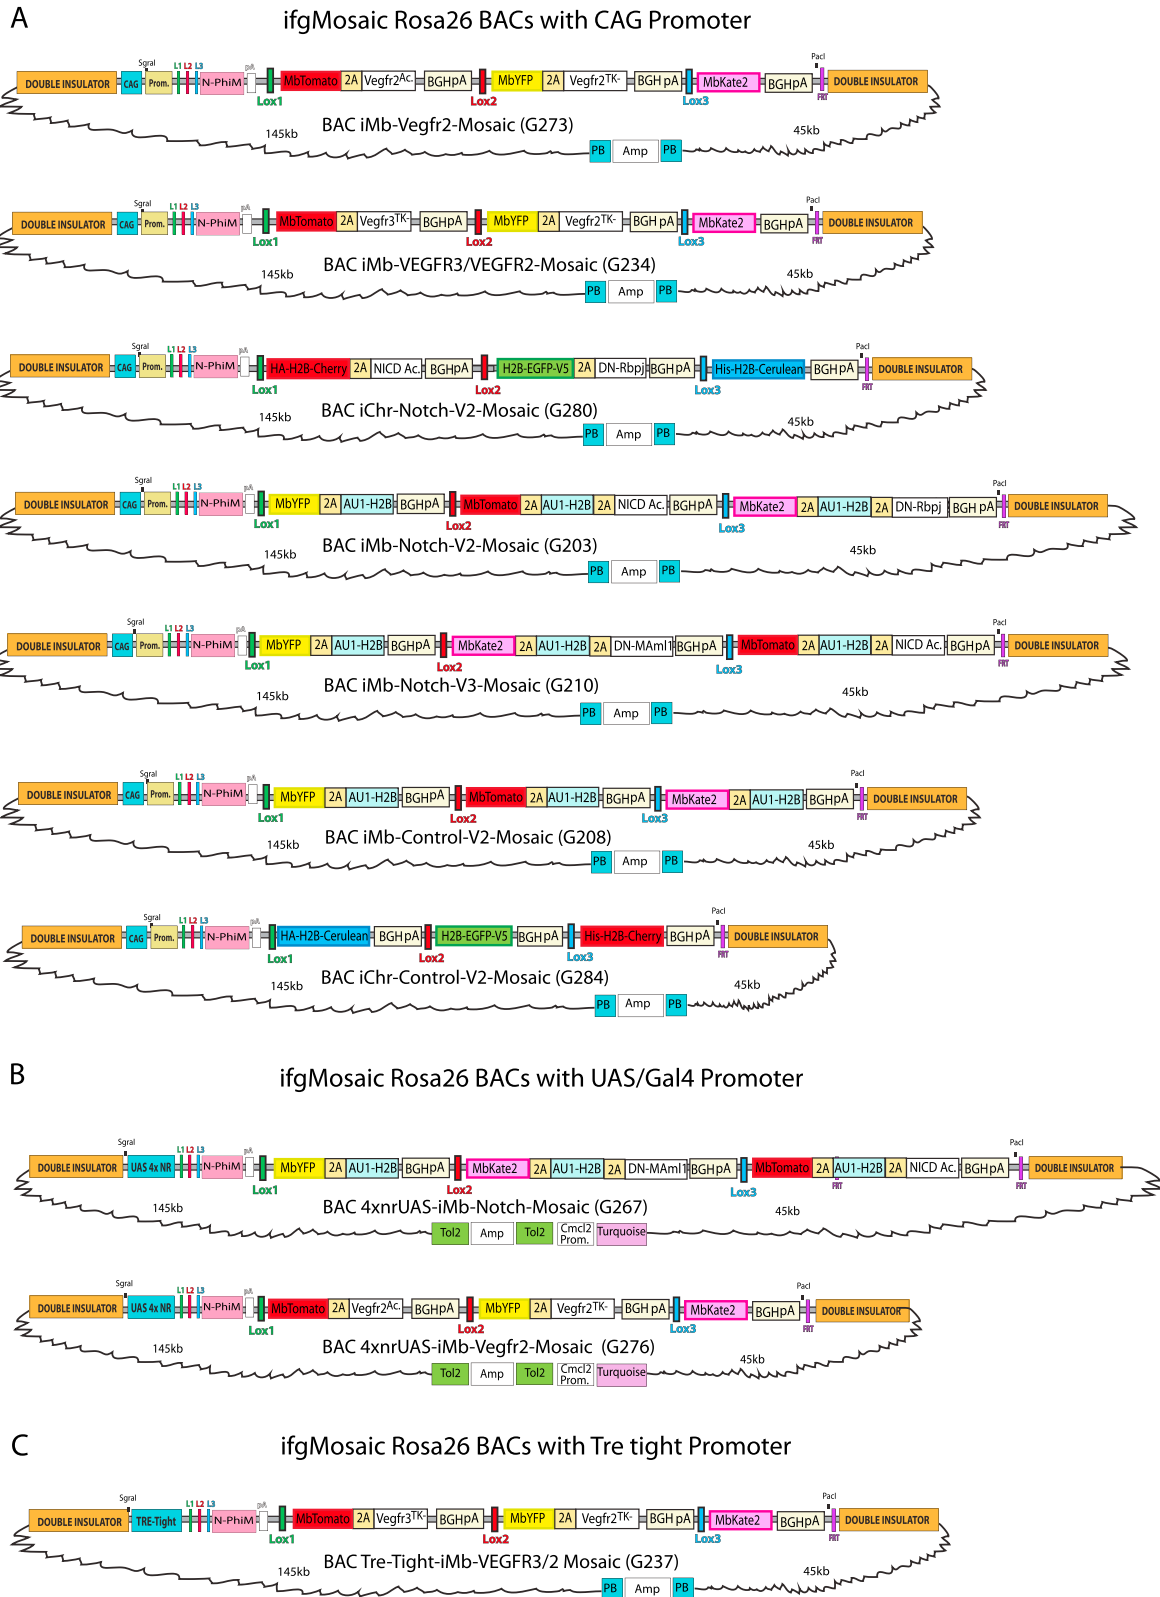 A
ifgMosaic Rosa26 BACs with CAG Promoter
SgraI L1 L2 L3 pA PacI
DOUBLE INSULATOR CAG Prom. N-PhiM MbTomato 2A Vegfr2Ac. BGHpA MbYFP 2A Vegfr2TK- BGH pA MbKate2 BGHpA DOUBLE INSULATOR
Lox1 Lox2 Lox3 FRT
BAC iMb-Vegfr2-Mosaic (G273)
145kb 45kb
PB Amp PB
SgraI L1 L2 L3 pA PacI
DOUBLE INSULATOR CAG Prom. N-PhiM MbTomato 2A Vegfr3TK- BGHpA MbYFP 2A Vegfr2TK- BGH pA MbKate2 BGHpA DOUBLE INSULATOR
Lox1 Lox2 Lox3 FRT
BAC iMb-VEGFR3/VEGFR2-Mosaic (G234)
145kb 45kb
PB Amp PB
SgraI L1 L2 L3 pA PacI
DOUBLE INSULATOR CAG Prom. N-PhiM HA-H2B-Cherry 2A NICD Ac. BGHpA H2B-EGFP-V5 2A DN-Rbpj BGH pA His-H2B-Cerulean BGH pA DOUBLE INSULATOR
Lox1 Lox2 Lox3 FRT
BAC iChr-Notch-V2-Mosaic (G280)
145kb 45kb
PB Amp PB
SgraI L1 L2 L3 pA PacI
DOUBLE INSULATOR CAG Prom. N-PhiM MbYFP 2A AU1-H2B BGHpA MbTomato 2A AU1-H2B 2A NICD Ac. BGHpA MbKate2 2A AU1-H2B 2A DN-Rbpj BGH pA DOUBLE INSULATOR
Lox1 Lox2 Lox3 FRT
BAC iMb-Notch-V2-Mosaic (G203)
145kb 45kb
PB Amp PB
SgraI L1 L2 L3 pA PacI
DOUBLE INSULATOR CAG Prom. N-PhiM MbYFP 2A AU1-H2B BGHpA MbKate2 2A AU1-H2B 2A DN-MAml1 BGHpA MbTomato 2A AU1-H2B 2A NICD Ac. BGHpA DOUBLE INSULATOR
Lox1 Lox2 Lox3 FRT
BAC iMb-Notch-V3-Mosaic (G210)
145kb 45kb
PB Amp PB
SgraI L1 L2 L3 pA PacI
DOUBLE INSULATOR CAG Prom. N-PhiM MbYFP 2A AU1-H2B BGHpA MbTomato 2A AU1-H2B BGHpA MbKate2 2A AU1-H2B BGHpA DOUBLE INSULATOR
Lox1 Lox2 Lox3 FRT
BAC iMb-Control-V2-Mosaic (G208)
145kb 45kb
PB Amp PB
SgraI L1 L2 L3 pA PacI
DOUBLE INSULATOR CAG Prom. N-PhiM HA-H2B-Cerulean BGH pA H2B-EGFP-V5 BGH pA His-H2B-Cherry BGH pA DOUBLE INSULATOR
Lox1 Lox2 Lox3 FRT
BAC iChr-Control-V2-Mosaic (G284)
145kb 45kb
PB Amp PB
B
ifgMosaic Rosa26 BACs with UAS/Gal4 Promoter
SgraI L1 L2 L3 pA PacI
DOUBLE INSULATOR UAS 4x NR N-PhiM MbYFP 2A AU1-H2B BGHpA MbKate2 2A AU1-H2B 2A DN-MAml1 BGHpA MbTomato 2A AU1-H2B 2A NICD Ac. BGHpA DOUBLE INSULATOR
Lox1 Lox2 Lox3 FRT FRT
BAC 4xnrUAS-iMb-Notch-Mosaic (G267)
145kb 45kb
Tol2 Amp Tol2 Cmcl2 Prom. Turquoise
SgraI L1 L2 L3 pA PacI
DOUBLE INSULATOR UAS 4x NR N-PhiM MbTomato 2A Vegfr2Ac. BGHpA MbYFP 2A Vegfr2TK- BGH pA MbKate2 BGHpA DOUBLE INSULATOR
Lox1 Lox2 Lox3 FRT
BAC 4xnrUAS-iMb-Vegfr2-Mosaic (G276)
145kb 45kb
Tol2 Amp Tol2 Cmcl2 Prom. Turquoise
C
ifgMosaic Rosa26 BACs with Tre tight Promoter
SgraI L1 L2 L3 pA PacI
DOUBLE INSULATOR TRE-Tight N-PhiM MbTomato 2A Vegfr3TK- BGHpA MbYFP 2A Vegfr2TK- BGH pA MbKate2 BGHpA DOUBLE INSULATOR
Lox1 Lox2 Lox3 FRT
BAC Tre-Tight-iMb-VEGFR3/2 Mosaic (G237)
145kb 45kb
PB Amp PB